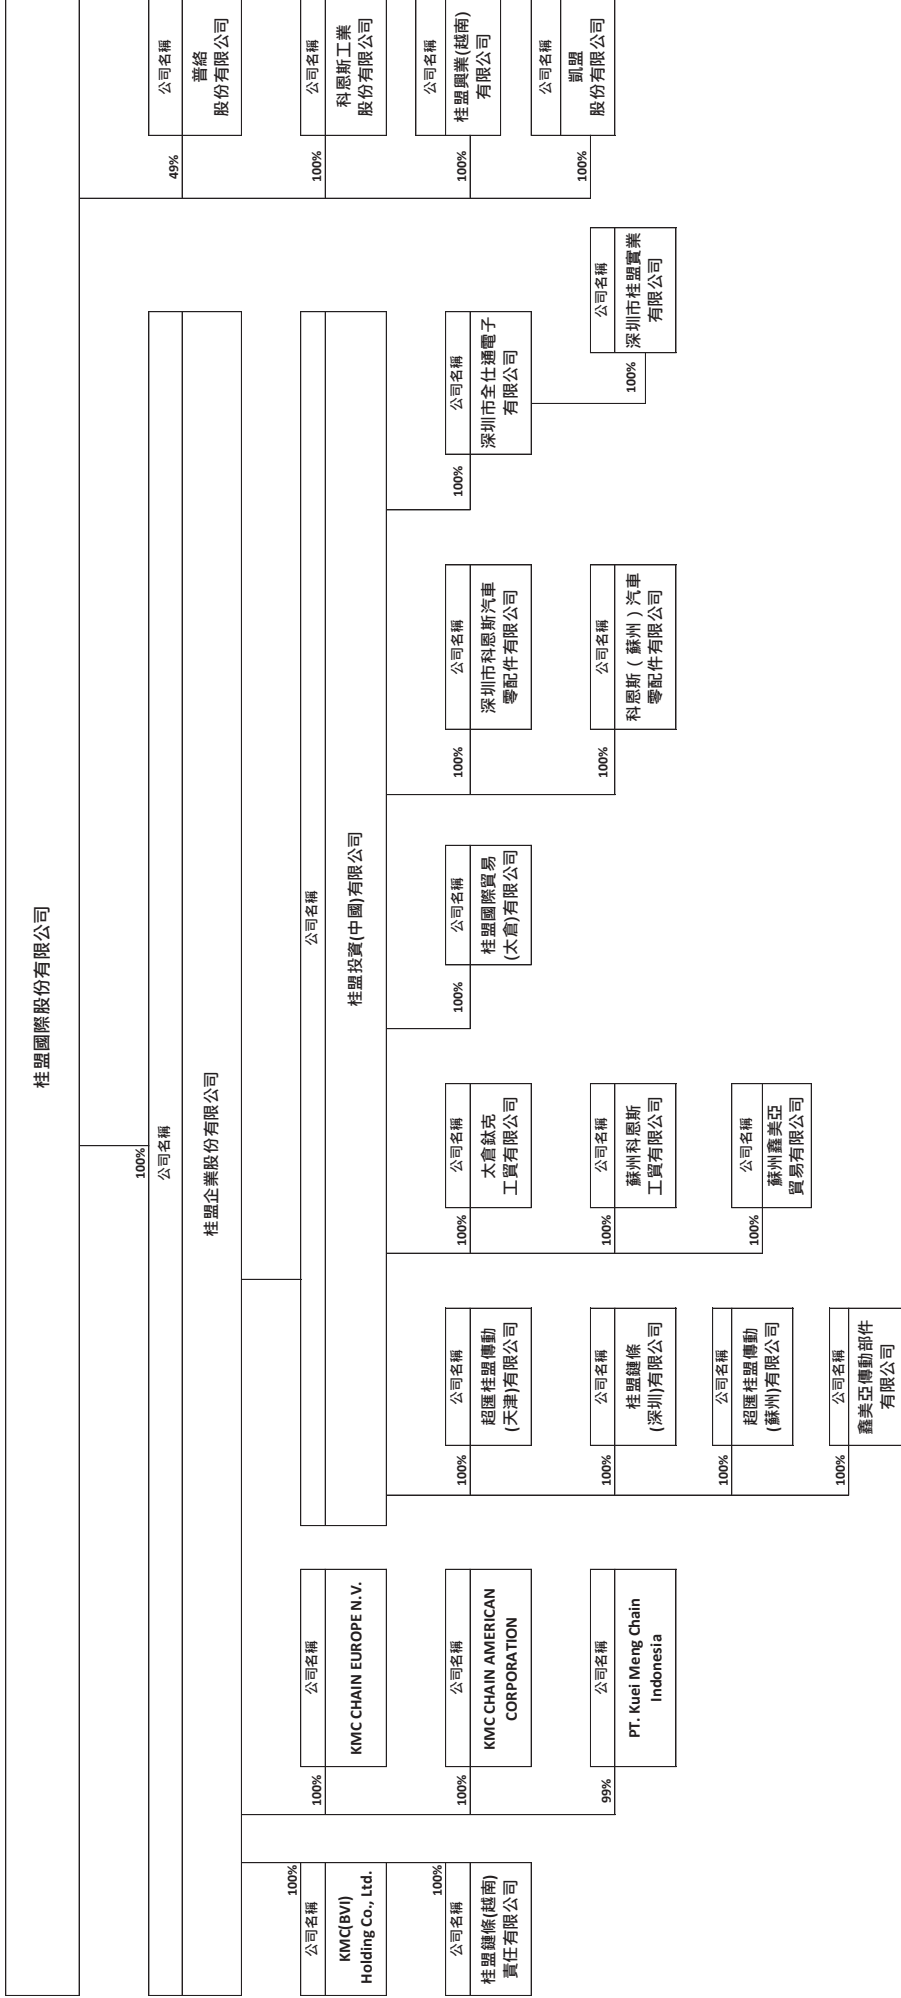 桂盟國際股份有限公司
100%
公司名稱
桂盟企業股份有限公司
49%
公司名稱
普絡
股份有限公司
100%
公司名稱
科恩斯工業
股份有限公司
100%
公司名稱
桂盟興業(越南)
有限公司
100%
公司名稱
凱盟
股份有限公司
100%
公司名稱
KMC(BVI)
Holding Co., Ltd.
100%
公司名稱
桂盟鏈條(越南)
責任有限公司
100%
公司名稱
KMC CHAIN EUROPE N.V.
100%
公司名稱
KMC CHAIN AMERICAN
CORPORATION
99%
公司名稱
PT. Kuei Meng Chain
Indonesia
公司名稱
桂盟投資(中國)有限公司
100%
公司名稱
超匯桂盟傳動
(天津)有限公司
100%
公司名稱
桂盟鏈條
(深圳)有限公司
100%
公司名稱
超匯桂盟傳動
(蘇州)有限公司
100%
公司名稱
鑫美亞傳動部件
有限公司
100%
公司名稱
太倉鈦克
工貿有限公司
100%
公司名稱
蘇州科恩斯
工貿有限公司
100%
公司名稱
蘇州鑫美亞
貿易有限公司
100%
公司名稱
桂盟國際貿易
(太倉)有限公司
100%
公司名稱
深圳市科恩斯汽車
零配件有限公司
100%
公司名稱
科恩斯（蘇州）汽車
零配件有限公司
100%
公司名稱
深圳市全仕通電子
有限公司
100%
公司名稱
深圳市桂盟實業
有限公司